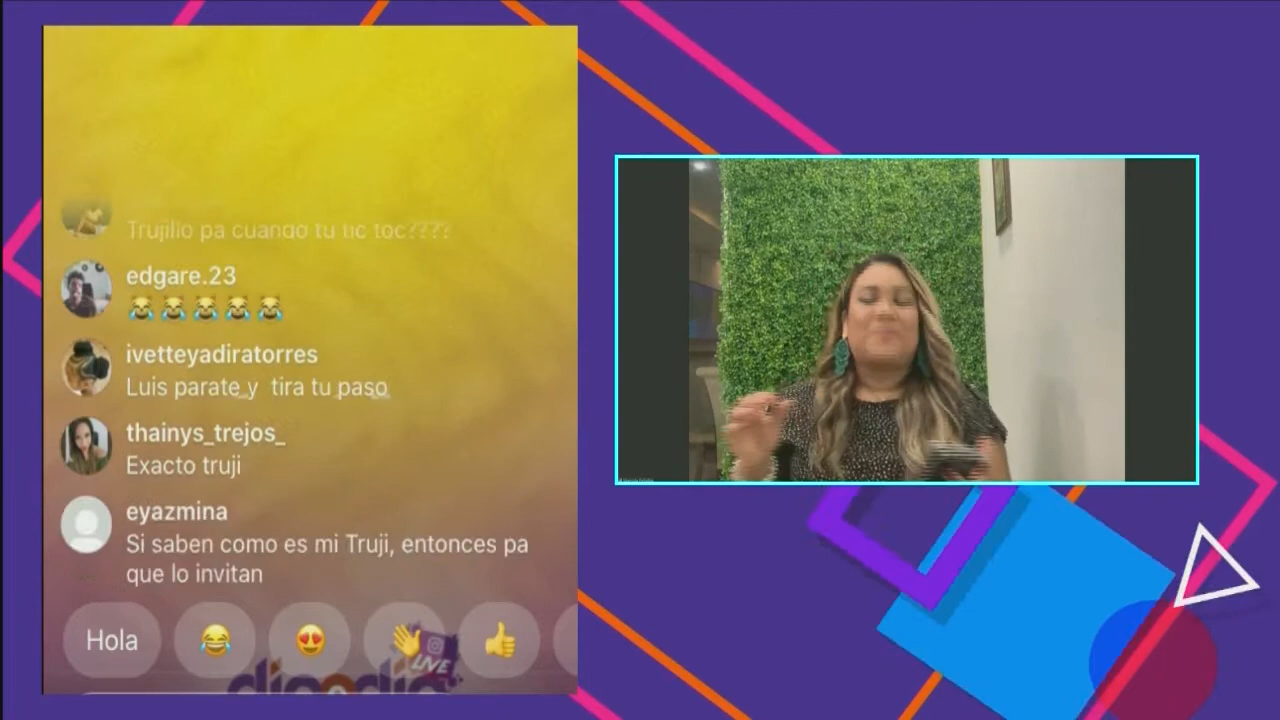 Trujillo pa cuando tu tic toc????
edgare.23
😹😹😹😹😹
ivetteyadiratorres
Luis parate y  tira tu paso
thainys_trejos_
Exacto truji
eyazmina
Si saben como es mi Truji, entonces pa
que lo invitan
Hola
LIVE